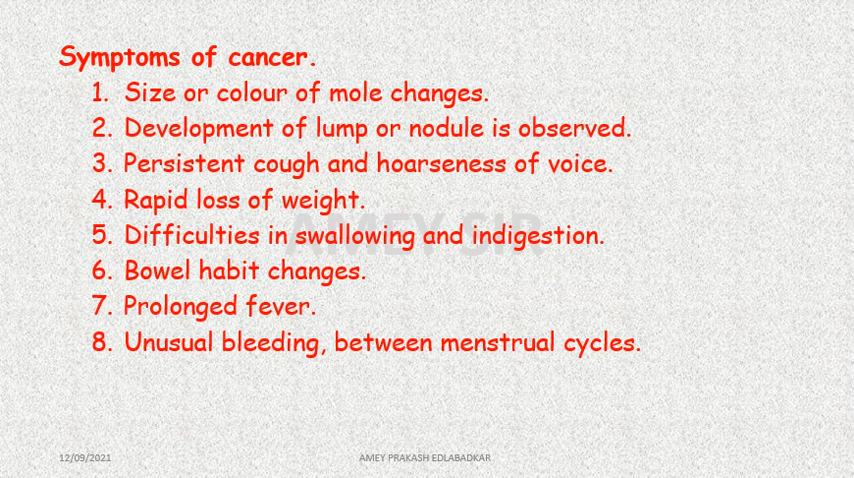 Symptoms of cancer.
1. Size or colour of mole changes.
2. Development of lump or nodule is observed.
3. Persistent cough and hoarseness of voice.
4. Rapid loss of weight.
AMEY SIR
5. Difficulties in swallowing and indigestion.
6. Bowel habit changes.
7. Prolonged fever.
8. Unusual bleeding, between menstrual cycles.
12/09/2021
AMEY PRAKASH EDLABADKAR